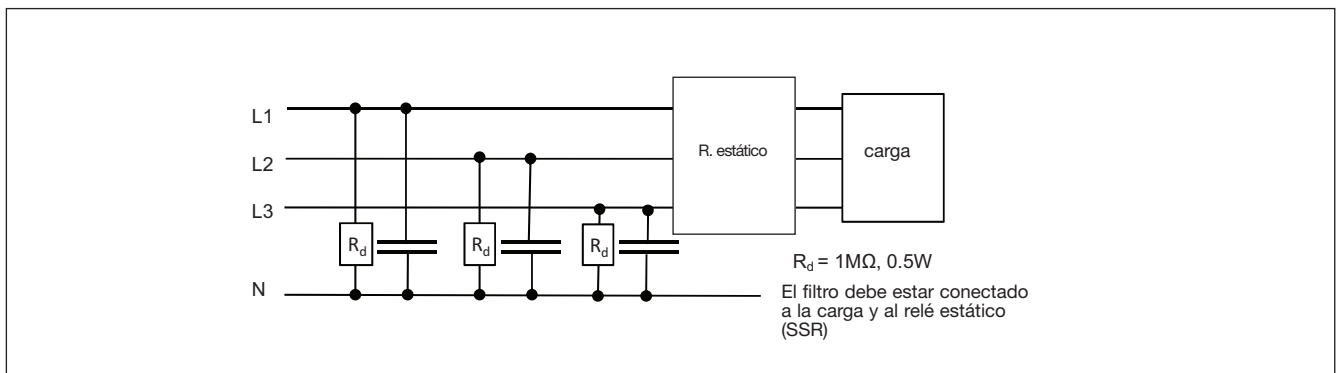 L1
L2
L3
N
R. estático
carga
Rd
Rd
Rd
Rd = 1MΩ, 0.5W
El filtro debe estar conectado
a la carga y al relé estático
(SSR)